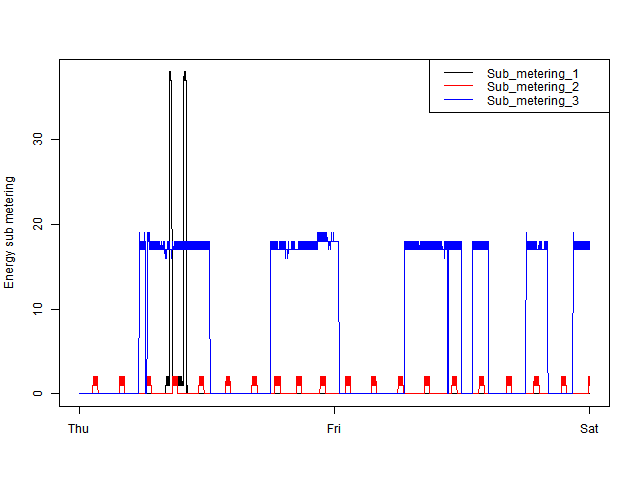 Sub_metering_1
Sub_metering_2
Sub_metering_3
Energy sub metering
30
20
10
0
Thu Fri Sat